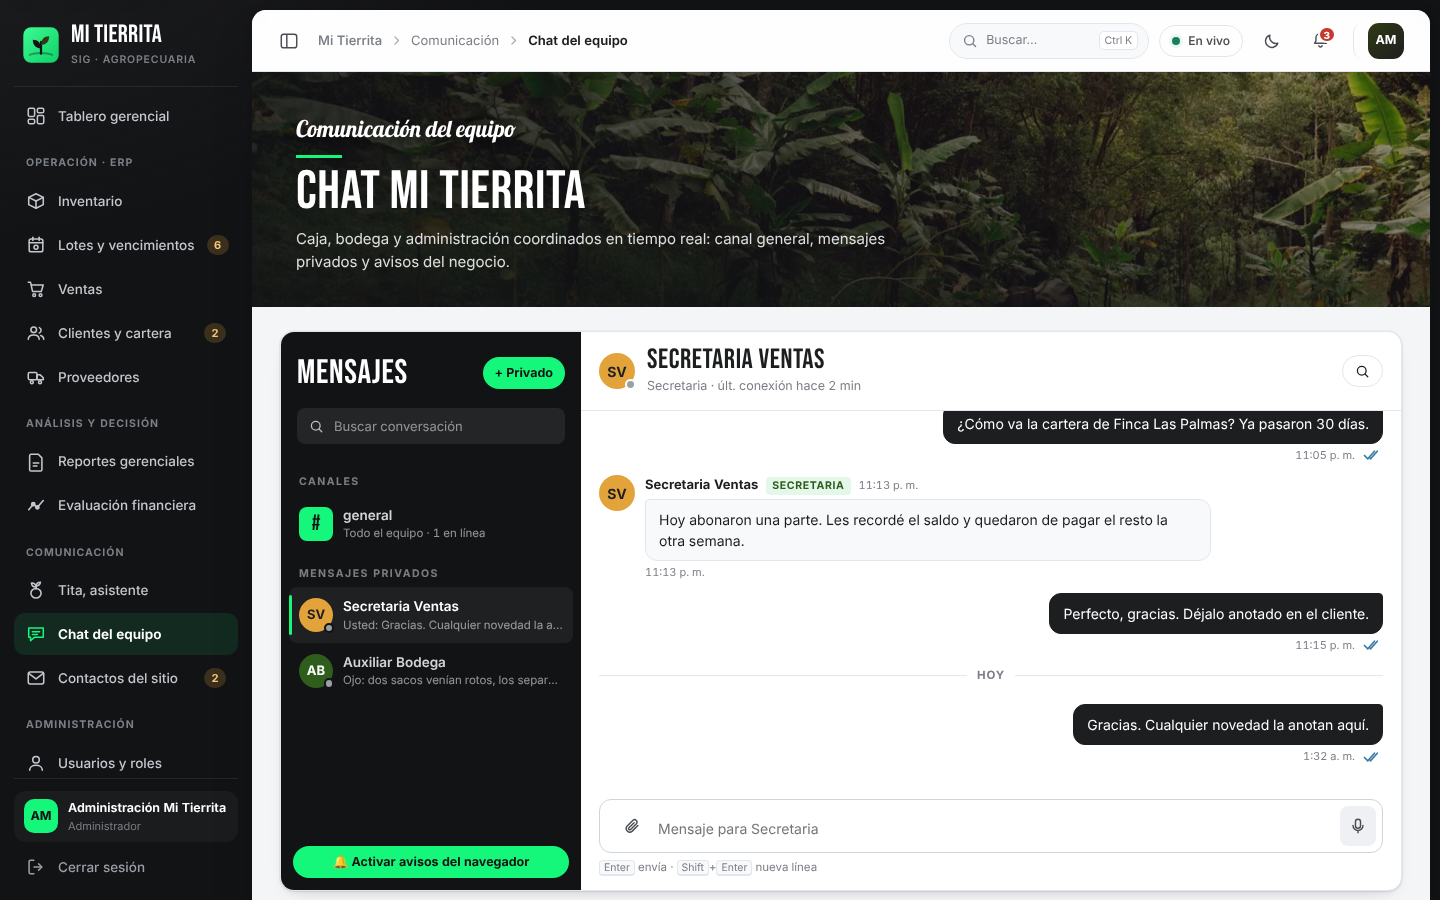 MI TIERRITA
SIG · AGROPECUARIA
Tablero gerencial
OPERACIÓN · ERP
Inventario
Lotes y vencimientos 6
Ventas
Clientes y cartera 2
Proveedores
ANÁLISIS Y DECISIÓN
Reportes gerenciales
Evaluación financiera
COMUNICACIÓN
Tita, asistente
Chat del equipo
Contactos del sitio 2
ADMINISTRACIÓN
Usuarios y roles
AM Administración Mi Tierrita
Administrador
Cerrar sesión
Mi Tierrita Comunicación Chat del equipo
Buscar... Ctrl K
En vivo
3
AM
Comunicación del equipo
CHAT MI TIERRITA
Caja, bodega y administración coordinados en tiempo real: canal general, mensajes
privados y avisos del negocio.
MENSAJES
+ Privado
Buscar conversación
CANALES
# general
Todo el equipo · 1 en línea
MENSAJES PRIVADOS
SV Secretaria Ventas
Usted: Gracias. Cualquier novedad la a...
AB Auxiliar Bodega
Ojo: dos sacos venían rotos, los separ...
🔔 Activar avisos del navegador
SV SECRETARIA VENTAS
Secretaria · últ. conexión hace 2 min
¿Cómo va la cartera de Finca Las Palmas? Ya pasaron 30 días.
11:05 p. m.
SV Secretaria Ventas SECRETARIA 11:13 p. m.
Hoy abonaron una parte. Les recordé el saldo y quedaron de pagar el resto la
otra semana.
11:13 p. m.
Perfecto, gracias. Déjalo anotado en el cliente.
11:15 p. m.
HOY
Gracias. Cualquier novedad la anotan aquí.
1:32 a. m.
Mensaje para Secretaria
Enter envía · Shift+Enter nueva línea